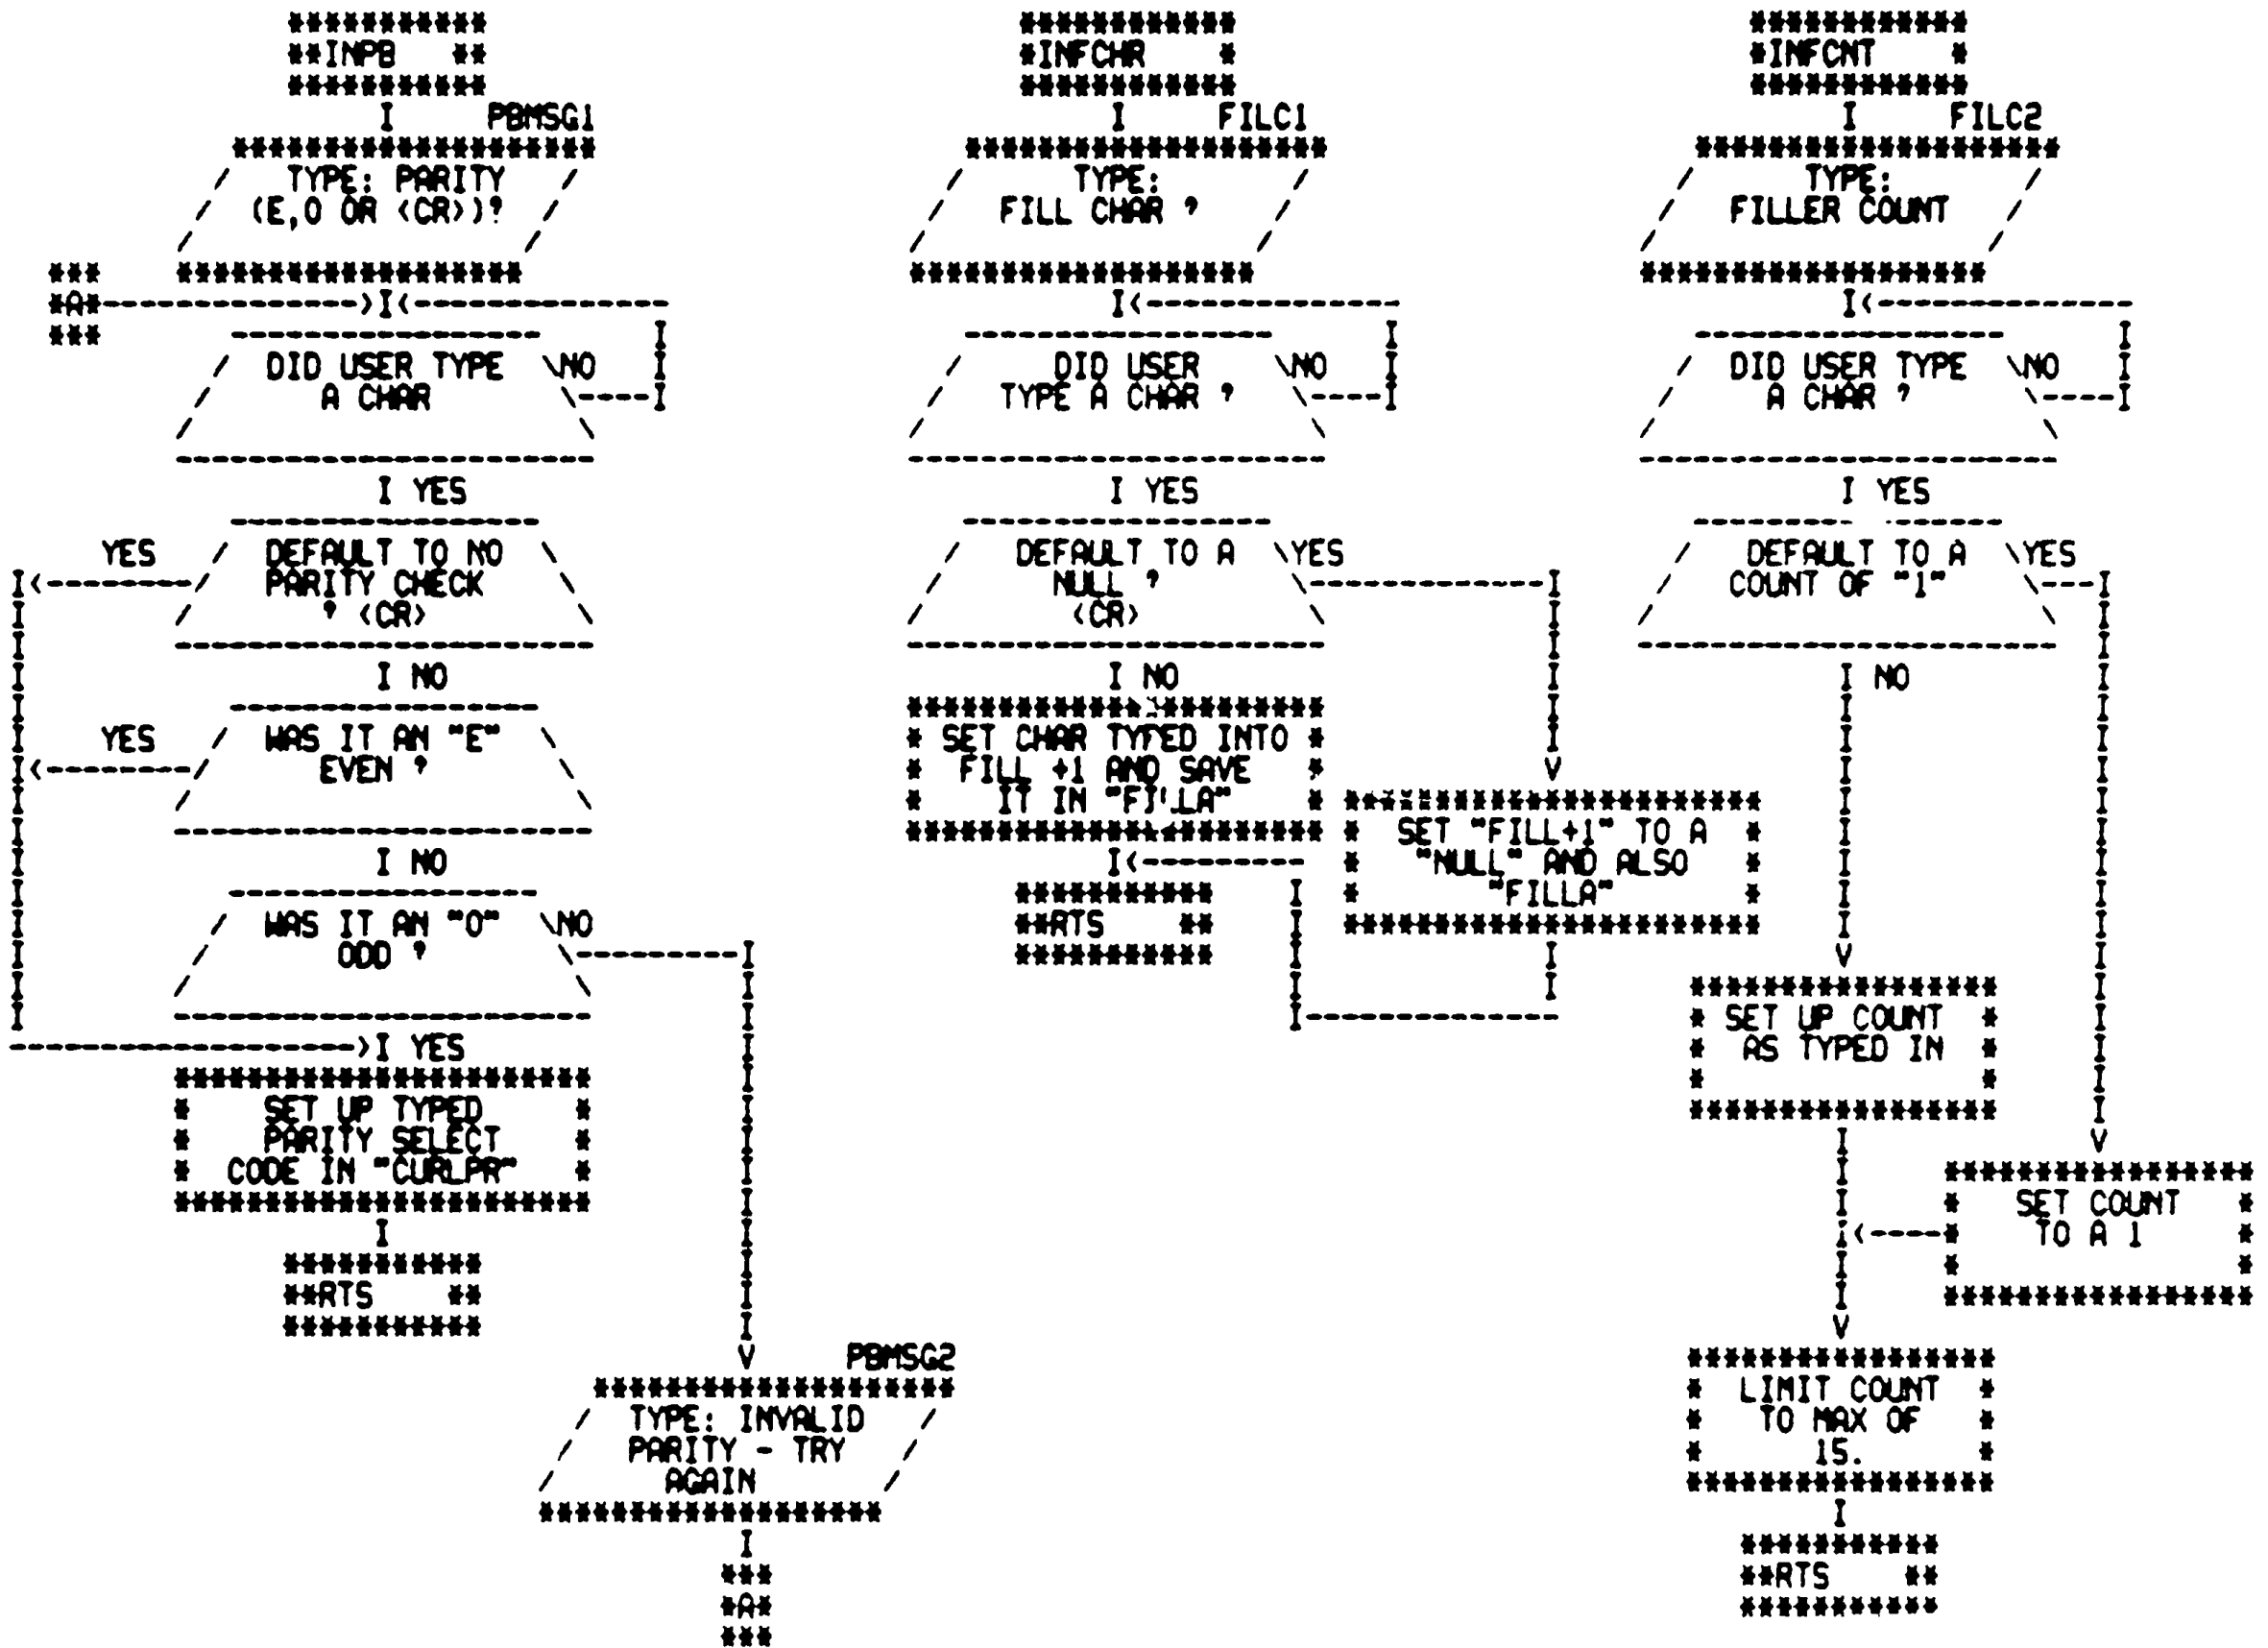 **INPB **
PBMSG1
TYPE: PARITY
(E,O OR <CR>)?
*A*
DID USER TYPE
A CHAR
NO
YES
DEFAULT TO NO
PARITY CHECK
? <CR>
YES
NO
WAS IT AN "E"
EVEN ?
YES
NO
WAS IT AN "O"
ODD ?
NO
YES
SET UP TYPED
PARITY SELECT
CODE IN "CURLPR"
**RTS **
PBMSG2
TYPE: INVALID
PARITY - TRY
AGAIN
*A*
*INFCHR *
FILC1
TYPE:
FILL CHAR ?
DID USER
TYPE A CHAR ?
NO
YES
DEFAULT TO A
NULL ?
<CR>
YES
NO
SET CHAR TYPED INTO
FILL +1 AND SAVE
IT IN "FILLA"
**RTS **
SET "FILL+1" TO A
"NULL" AND ALSO
"FILLA"
*INFCNT *
FILC2
TYPE:
FILLER COUNT
DID USER TYPE
A CHAR ?
NO
YES
DEFAULT TO A
COUNT OF "1"
YES
NO
SET UP COUNT
AS TYPED IN
SET COUNT
TO A 1
LIMIT COUNT
TO MAX OF
15.
**RTS **